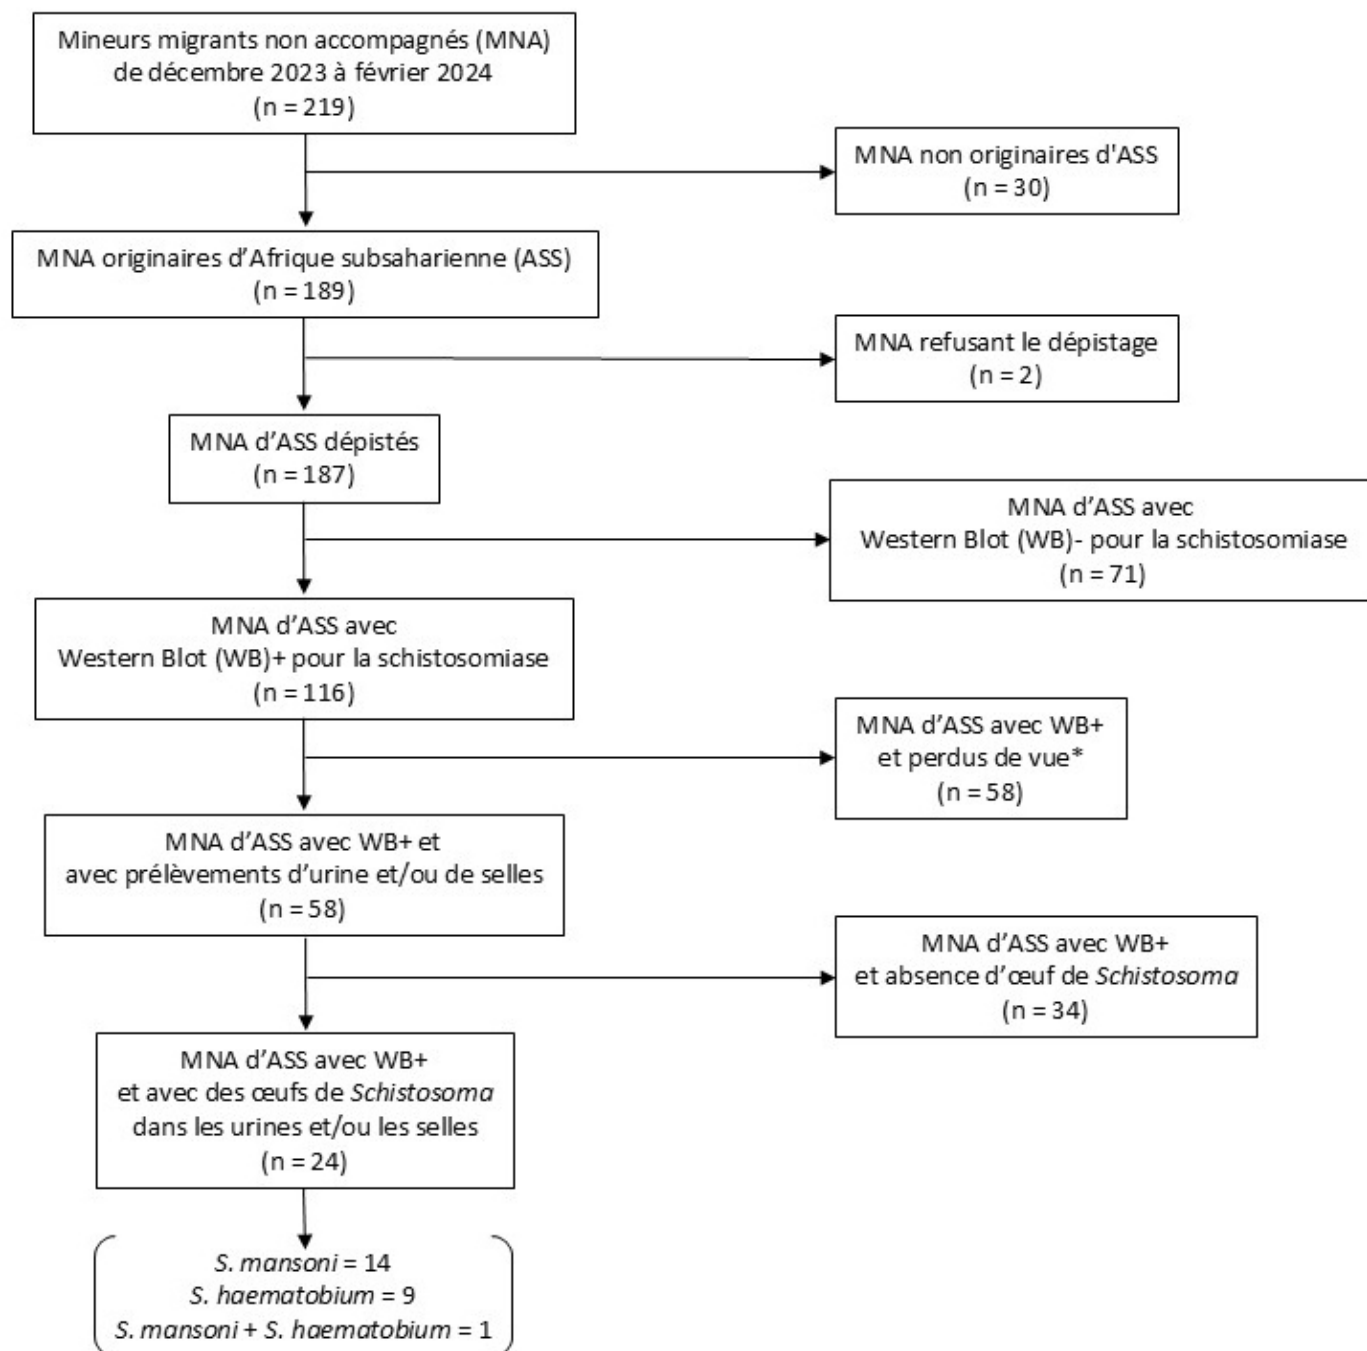 Mineurs migrants non accompagnés (MNA)
de décembre 2023 à février 2024
(n = 219)
MNA non originaires d'ASS
(n = 30)
MNA originaires d’Afrique subsaharienne (ASS)
(n = 189)
MNA refusant le dépistage
(n = 2)
MNA d’ASS dépistés
(n = 187)
MNA d’ASS avec
Western Blot (WB)- pour la schistosomiase
(n = 71)
MNA d’ASS avec
Western Blot (WB)+ pour la schistosomiase
(n = 116)
MNA d’ASS avec WB+
et perdus de vue*
(n = 58)
MNA d’ASS avec WB+ et
avec prélèvements d’urine et/ou de selles
(n = 58)
MNA d’ASS avec WB+
et absence d’œuf de Schistosoma
(n = 34)
MNA d’ASS avec WB+
et avec des œufs de Schistosoma
dans les urines et/ou les selles
(n = 24)
S. mansoni = 14
S. haematobium = 9
S. mansoni + S. haematobium = 1